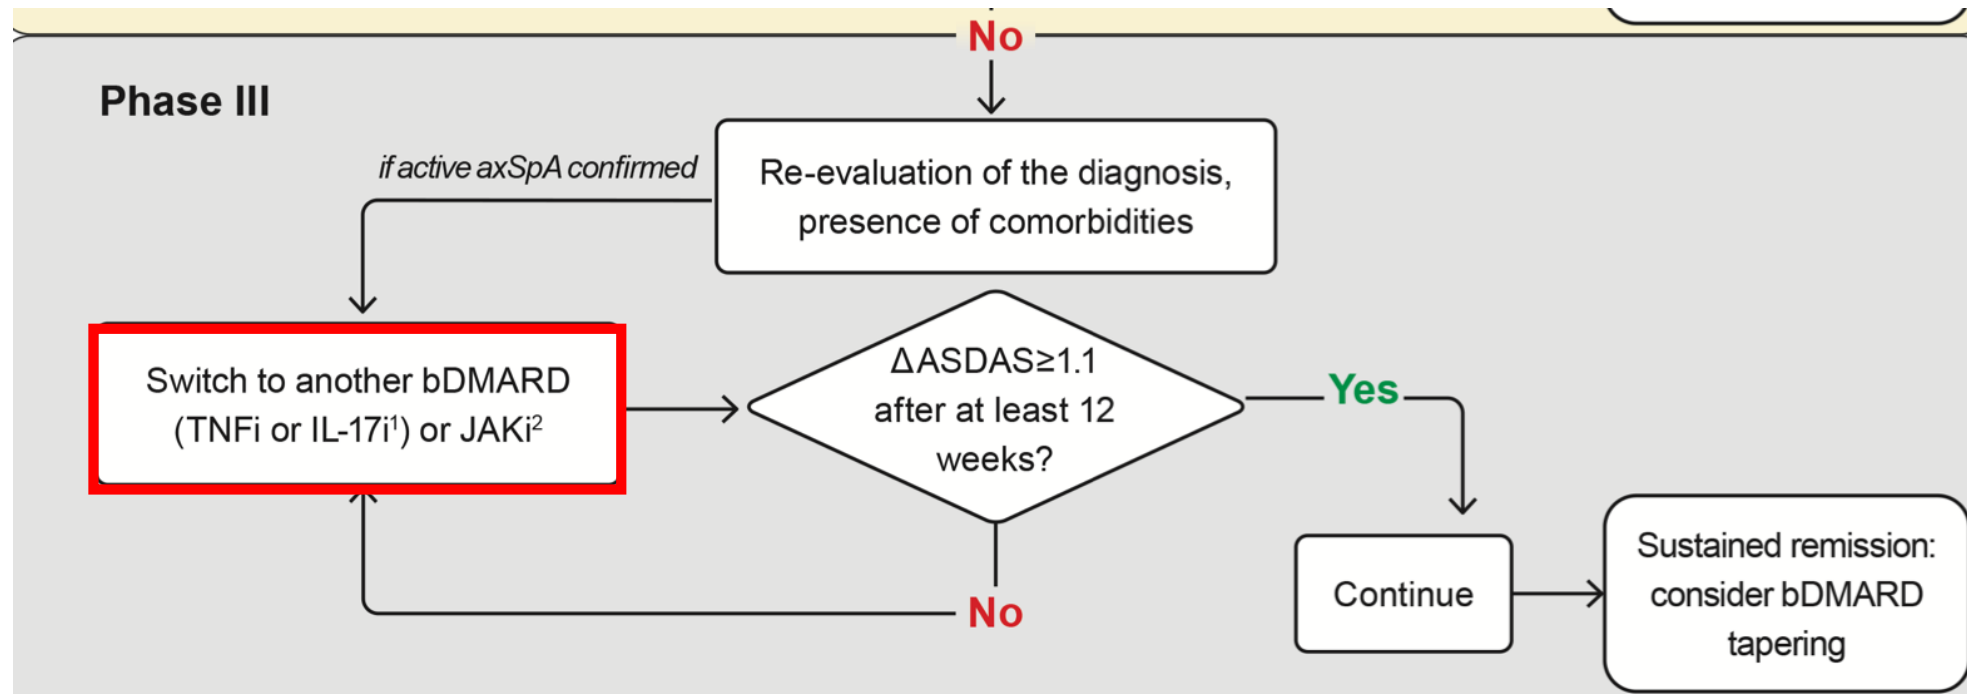 No
Phase III
if active axSpA confirmed
Re-evaluation of the diagnosis,
presence of comorbidities
Switch to another bDMARD
(TNFi or IL-17i¹) or JAKi²
ΔASDAS≥1.1
after at least 12
weeks?
Yes
No
Continue
Sustained remission:
consider bDMARD
tapering